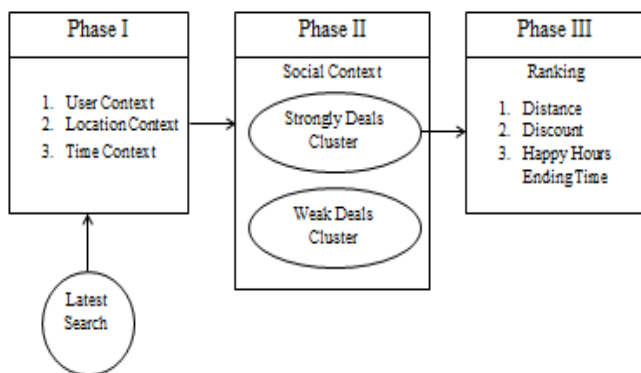 Phase I
1. User Context
2. Location Context
3. Time Context
Latest
Search
Phase II
Social Context
Strongly Deals
Cluster
Weak Deals
Cluster
Phase III
Ranking
1. Distance
2. Discount
3. Happy Hours
Ending Time